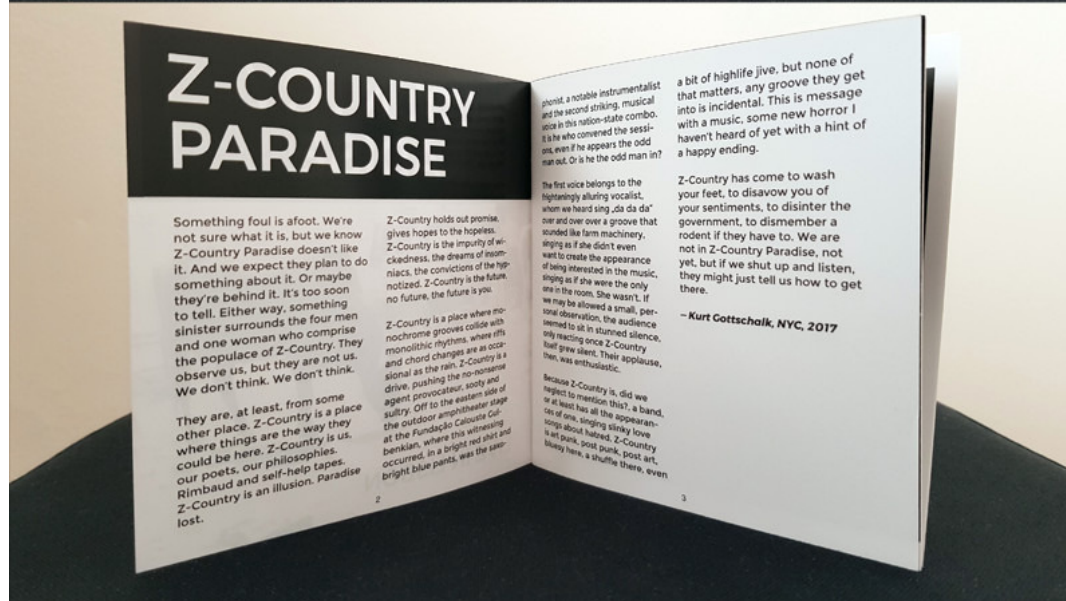 Z-COUNTRY
PARADISE
Something foul is afoot. We're
not sure what it is, but we know
Z-Country Paradise doesn't like
it. And we expect they plan to do
something about it. Or maybe
they're behind it. It's too soon
to tell. Either way, something
sinister surrounds the four men
and one woman who comprise
the populace of Z-Country. They
observe us, but they are not us.
We don't think. We don't think.
They are, at least, from some
other place. Z-Country is a place
where things are the way they
could be here. Z-Country is us,
our poets, our philosophies.
Rimbaud and self-help tapes.
Z-Country is an illusion. Paradise
lost.
Z-Country holds out promise,
gives hopes to the hopeless.
Z-Country is the impurity of wi-
ckedness, the dreams of insom-
niacs, the convictions of the hyp-
notized. Z-Country is the future,
no future, the future is you.
Z-Country is a place where mo-
nochrome grooves collide with
monolithic rhythms, where riffs
and chord changes are as occa-
sional as the rain. Z-Country is a
drive, pushing the no-nonsense
agent provocateur, sooty and
sultry. Off to the eastern side of
the outdoor amphitheater stage
at the Fundação Calouste Gul-
benkian, where this witnessing
occurred, in a bright red shirt and
bright blue pants, was the saxo-
2
phonist, a notable instrumentalist
and the second striking, musical
voice in this nation-state combo.
It is he who convened the sessi-
ons, even if he appears the odd
man out. Or is he the odd man in?
The first voice belongs to the
frighteningly alluring vocalist,
whom we heard sing „da da da"
over and over over a groove that
sounded like farm machinery,
singing as if she didn't even
want to create the appearance
of being interested in the music,
singing as if she were the only
one in the room. She wasn't. If
we may be allowed a small, per-
sonal observation, the audience
seemed to sit in stunned silence,
only reacting once Z-Country
itself grew silent. Their applause,
then, was enthusiastic.
Because Z-Country is, did we
neglect to mention this?, a band,
or at least has all the appearan-
ces of one, singing slinky love
songs about hatred. Z-Country
is art punk, post punk, post art,
bluesy here, a shuffle there, even
a bit of highlife jive, but none of
that matters, any groove they get
into is incidental. This is message
with a music, some new horror I
haven't heard of yet with a hint of
a happy ending.
Z-Country has come to wash
your feet, to disavow you of
your sentiments, to disinter the
government, to dismember a
rodent if they have to. We are
not in Z-Country Paradise, not
yet, but if we shut up and listen,
they might just tell us how to get
there.
– Kurt Gottschalk, NYC, 2017
3